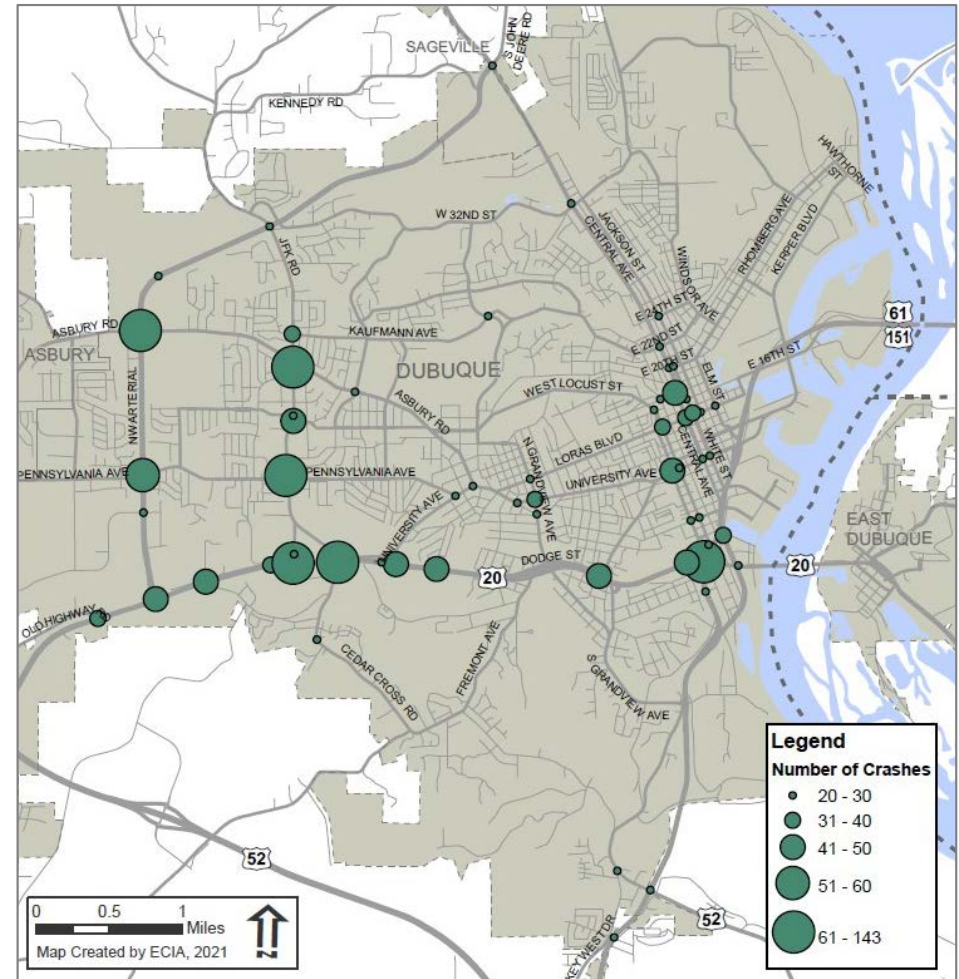 SAGEVILLE
S JOHN
DEERE RD
KENNEDY RD
HAWTHORNE
ST
W 32ND ST
JACKSON ST
CENTRAL AVE
RHOMBERG AVE
KERPER BLVD
JFK RD
WINDSOR AVE
E 24TH ST
61
151
ASBURY RD
KAUFMANN AVE
E 22ND ST
ASBURY
DUBUQUE
E 20TH ST
E 16TH ST
WEST LOCUST ST
ELM ST
NW ARTERIAL
ASBURY RD
N GRANDVIEW AVE
LORAS BLVD
CENTRAL AVE
WHITE ST
PENNSYLVANIA AVE
PENNSYLVANIA AVE
UNIVERSITY AVE
UNIVERSITY AVE
EAST
DUBUQUE
DODGE ST
20
20
OLD HIGHWAY
CEDAR CROSS RD
FREMONT AVE
S GRANDVIEW AVE
52
52
KEY WEST DR
Legend
Number of Crashes
20 - 30
31 - 40
41 - 50
51 - 60
61 - 143
0 0.5 1
Miles
N
Map Created by ECIA, 2021